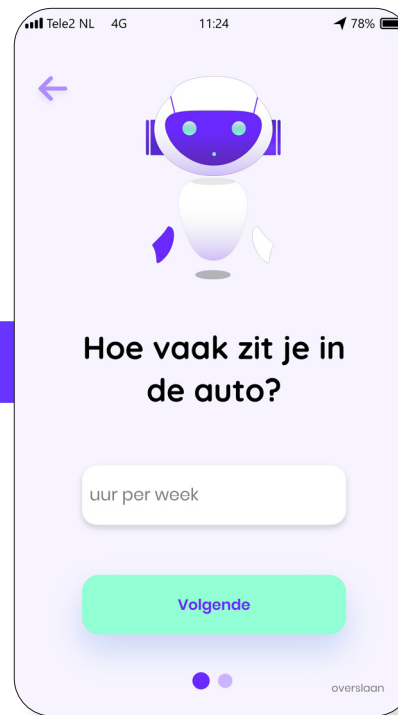 Tele2 NL 4G 11:24 78%
Hoe vaak zit je in
de auto?
uur per week
Volgende
overslaan